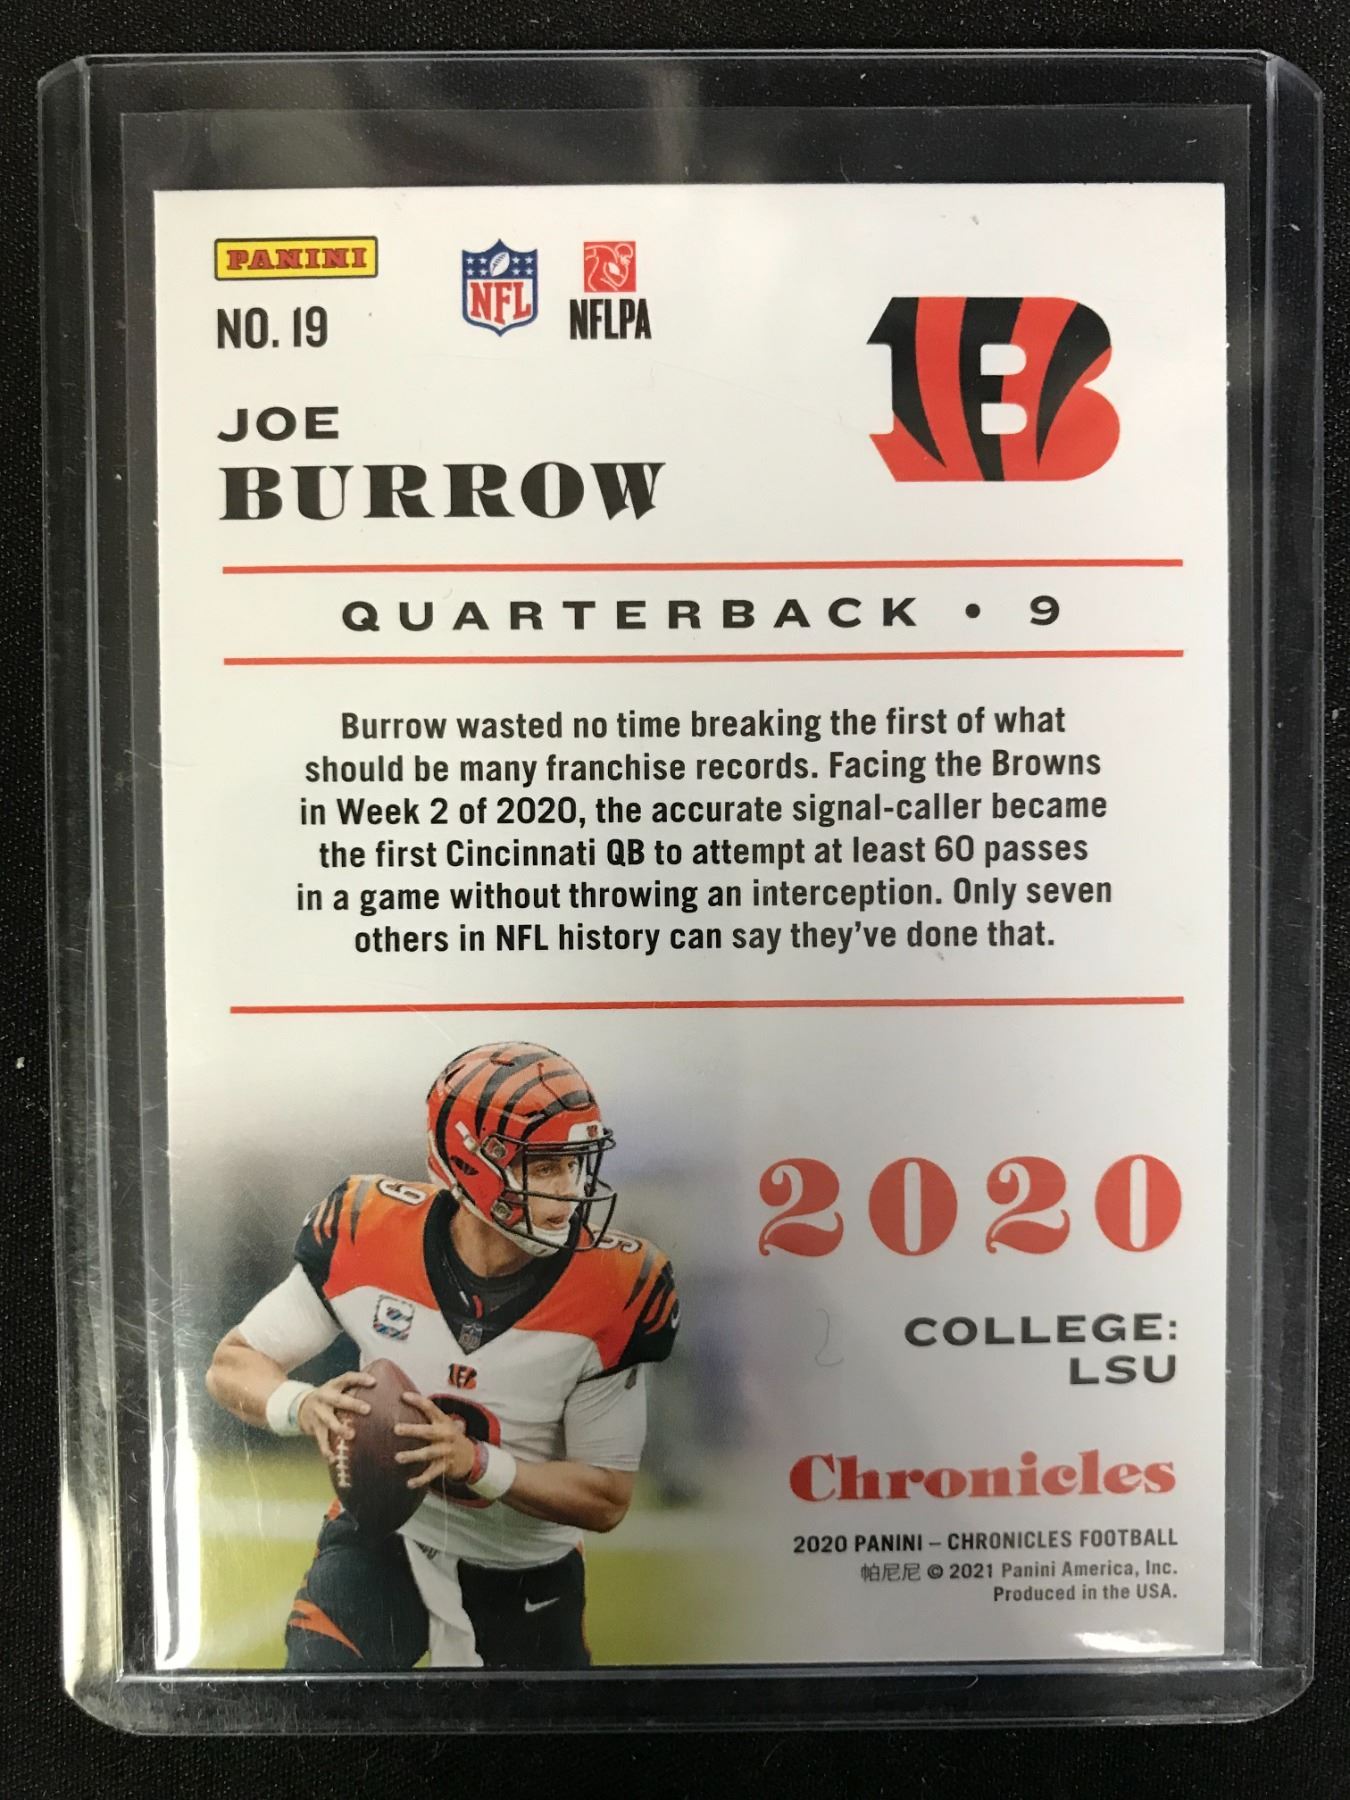 PANINI
NO. 19
NFL
NFLPA
B
JOE
BURROW
QUARTERBACK • 9
Burrow wasted no time breaking the first of what
should be many franchise records. Facing the Browns
in Week 2 of 2020, the accurate signal-caller became
the first Cincinnati QB to attempt at least 60 passes
in a game without throwing an interception. Only seven
others in NFL history can say they've done that.
9
9
B
2020
COLLEGE:
LSU
Chronicles
2020 PANINI – CHRONICLES FOOTBALL
帕尼尼 © 2021 Panini America, Inc.
Produced in the USA.